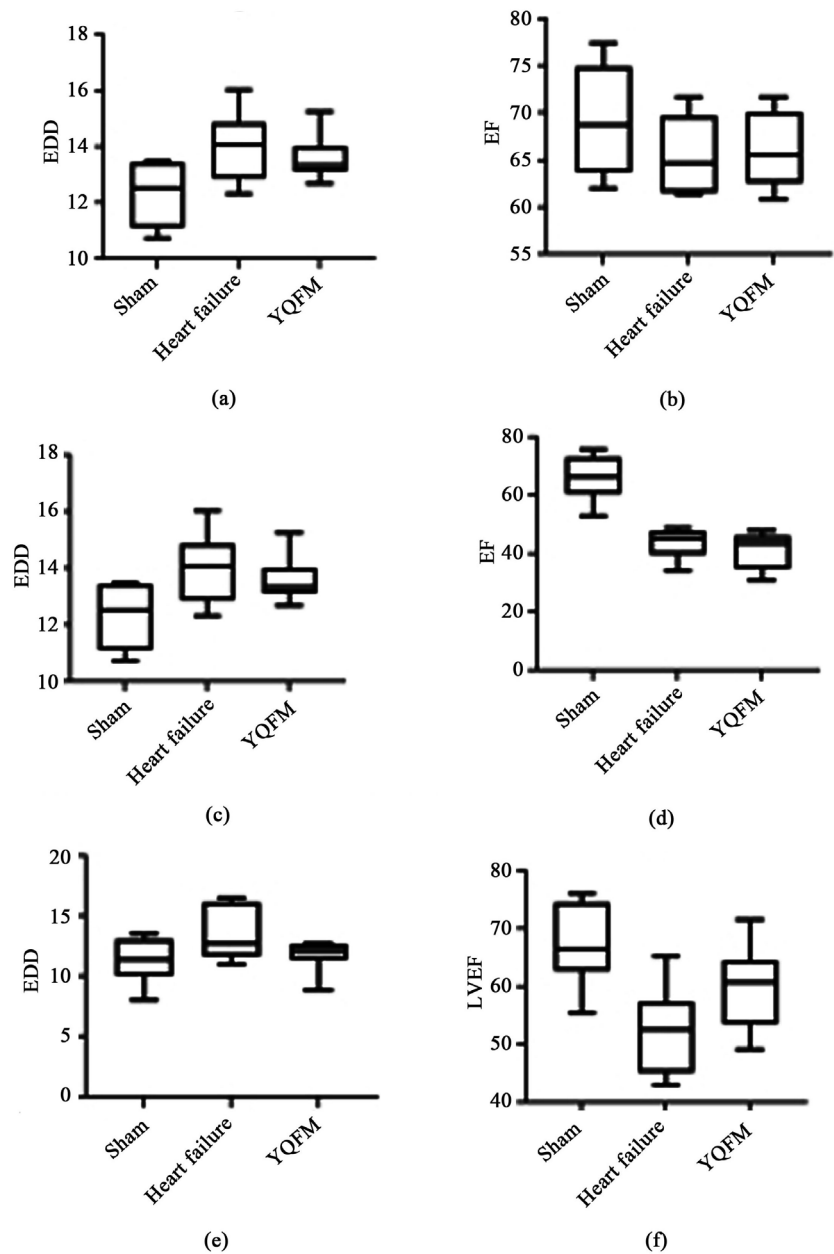 18
16
14
12
10
EDD
Sham
Heart failure
YQFM
(a)
80
75
70
65
60
55
EF
Sham
Heart failure
YQFM
(b)
18
16
14
12
10
EDD
Sham
Heart failure
YQFM
(c)
80
60
40
20
0
EF
Sham
Heart failure
YQFM
(d)
20
15
10
5
0
EDD
Sham
Heart failure
YQFM
(e)
80
70
60
50
40
LVEF
Sham
Heart failure
YQFM
(f)